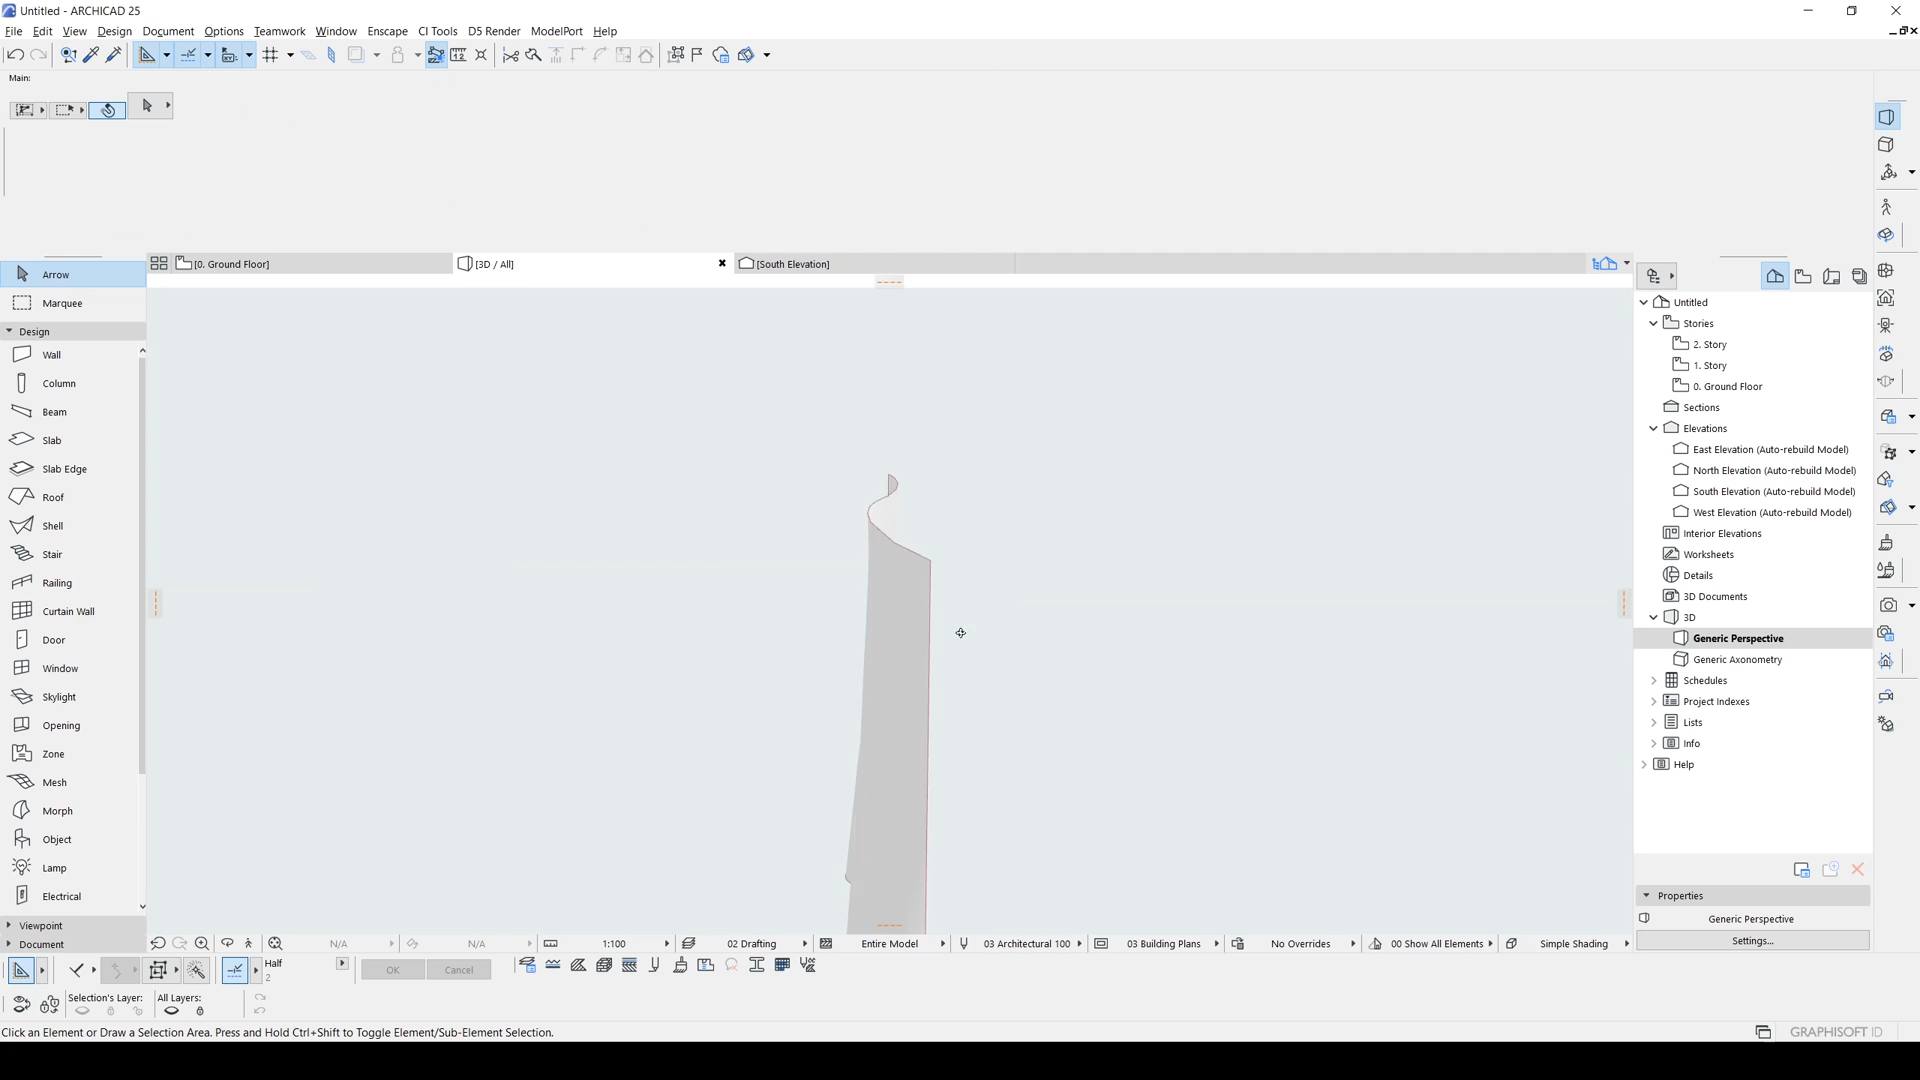 Untitled - ARCHICAD 25
File Edit View Design Document Options Teamwork Window Enscape CI Tools D5 Render ModelPort Help
Main:
[0. Ground Floor]
[3D / All]
[South Elevation]
Arrow
Marquee
Design
Wall
Column
Beam
Slab
Slab Edge
Roof
Shell
Stair
Railing
Curtain Wall
Door
Window
Skylight
Opening
Zone
Mesh
Morph
Object
Lamp
Electrical
Viewpoint
Document
Untitled
Stories
2. Story
1. Story
0. Ground Floor
Sections
Elevations
East Elevation (Auto-rebuild Model)
North Elevation (Auto-rebuild Model)
South Elevation (Auto-rebuild Model)
West Elevation (Auto-rebuild Model)
Interior Elevations
Worksheets
Details
3D Documents
3D
Generic Perspective
Generic Axonometry
Schedules
Project Indexes
Lists
Info
Help
Properties
Generic Perspective
Settings...
N/A N/A 1:100 02 Drafting Entire Model 03 Architectural 100 03 Building Plans No Overrides 00 Show All Elements Simple Shading
Half
2
OK Cancel
Selection's Layer: All Layers:
Click an Element or Draw a Selection Area. Press and Hold Ctrl+Shift to Toggle Element/Sub-Element Selection.
GRAPHISOFT ID